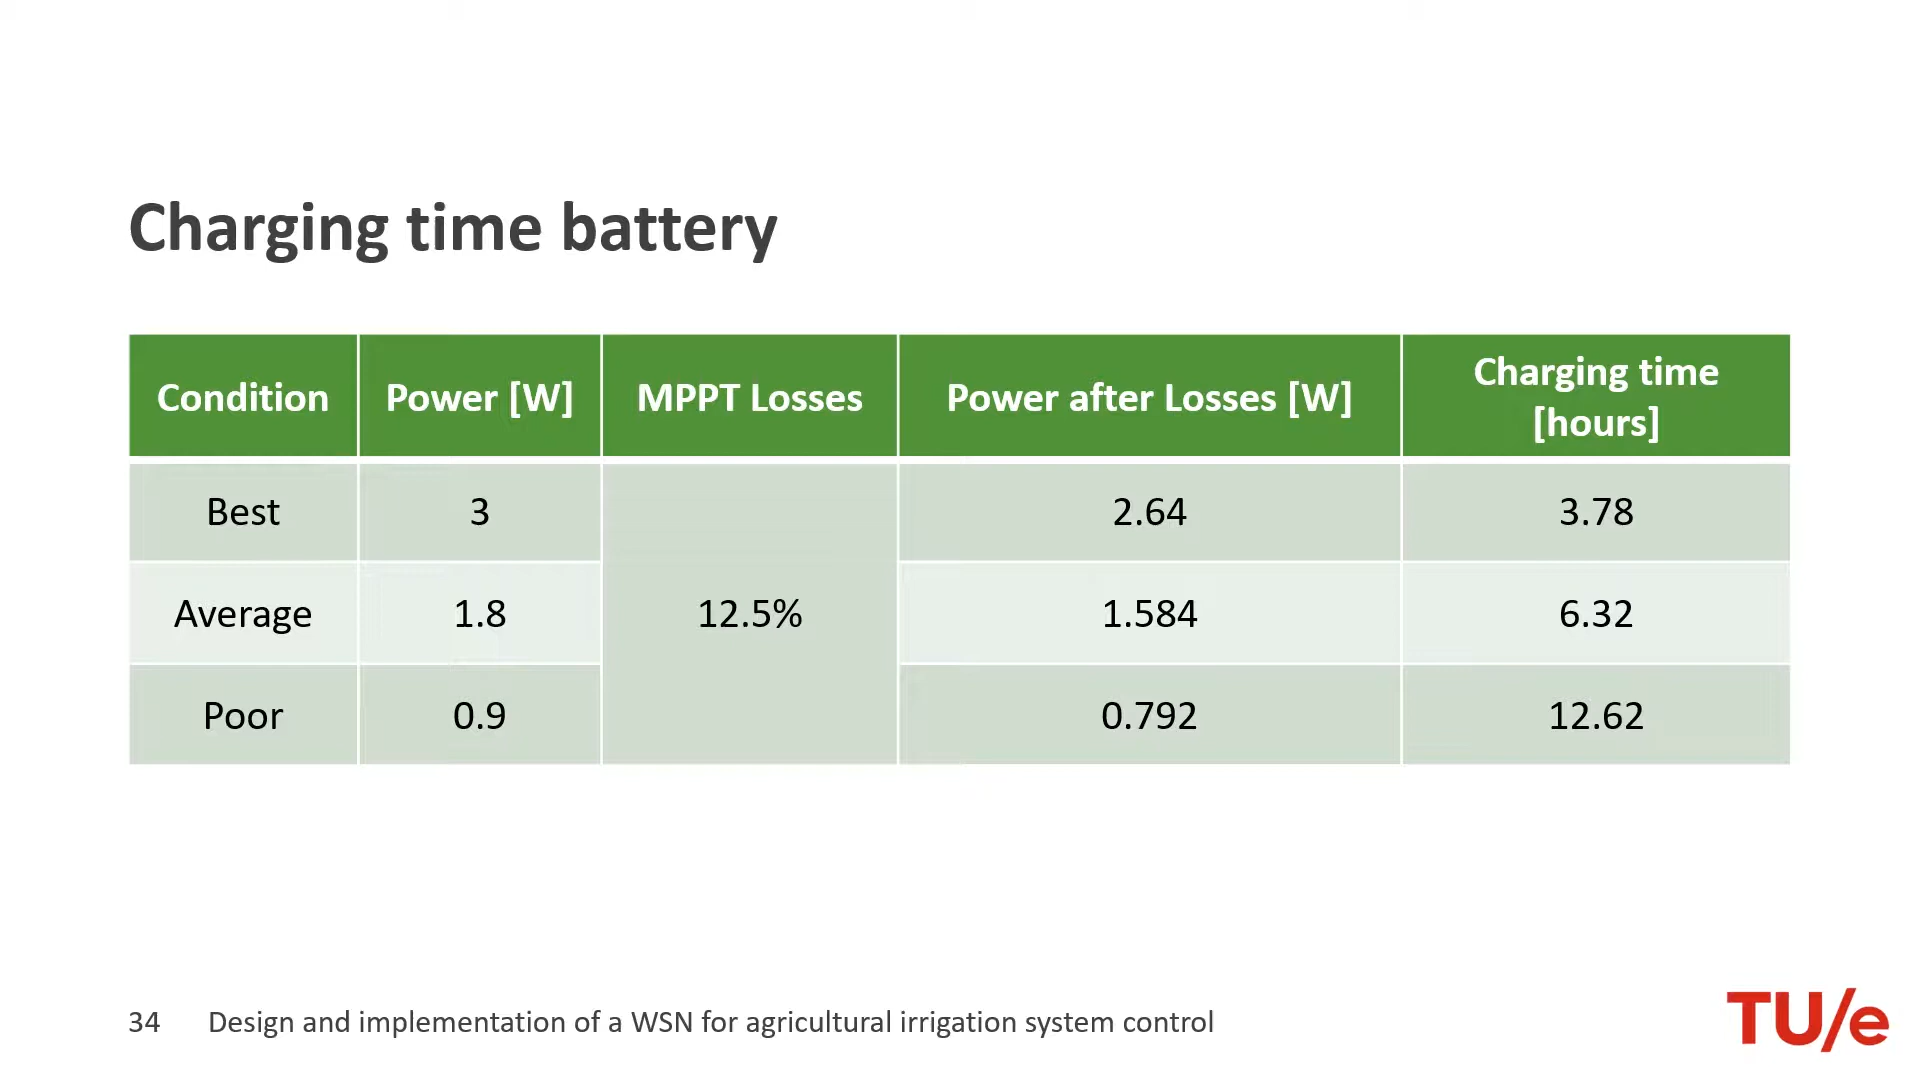 Charging time battery
Condition Power [W] MPPT Losses Power after Losses [W] Charging time [hours]
Best 3 2.64 3.78
Average 1.8 12.5% 1.584 6.32
Poor 0.9 0.792 12.62
34 Design and implementation of a WSN for agricultural irrigation system control
TU/e